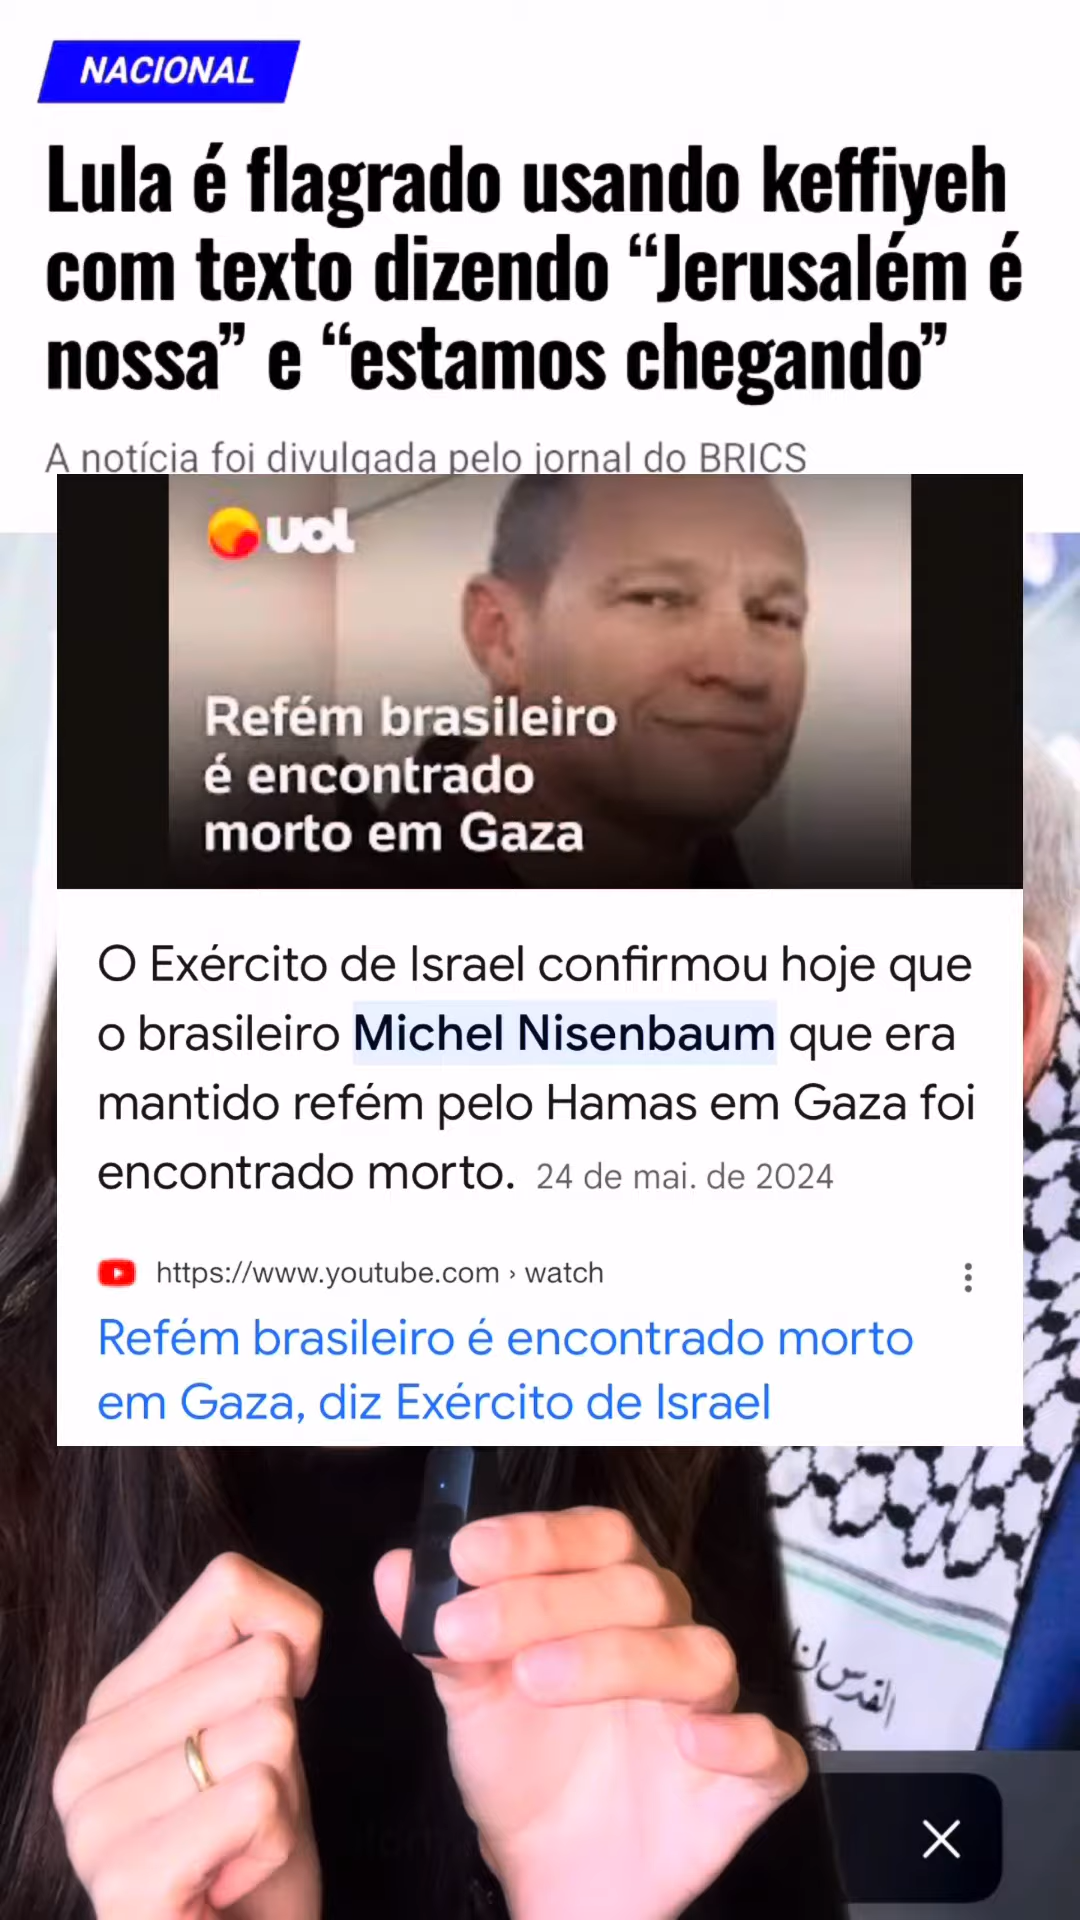 NACIONAL
Lula é flagrado usando keffiyeh
com texto dizendo “Jerusalém é
nossa” e “estamos chegando”
A notícia foi divulgada pelo jornal do BRICS
uol
Refém brasileiro
é encontrado
morto em Gaza
O Exército de Israel confirmou hoje que
o brasileiro Michel Nisenbaum que era
mantido refém pelo Hamas em Gaza foi
encontrado morto. 24 de mai. de 2024
https://www.youtube.com › watch
Refém brasileiro é encontrado morto
em Gaza, diz Exército de Israel
القدس لنا